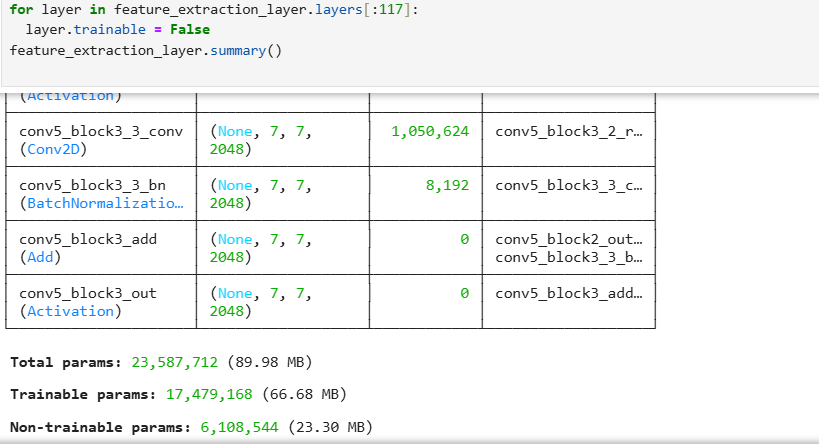 for layer in feature_extraction_layer.layers[:117]:
  layer.trainable = False
feature_extraction_layer.summary()
(Activation)
conv5_block3_3_conv (None, 7, 7, 1,050,624 conv5_block3_2_r…
(Conv2D) 2048)
conv5_block3_3_bn (None, 7, 7, 8,192 conv5_block3_3_c…
(BatchNormalizatio… 2048)
conv5_block3_add (None, 7, 7, 0 conv5_block2_out…
(Add) 2048) conv5_block3_3_b…
conv5_block3_out (None, 7, 7, 0 conv5_block3_add…
(Activation) 2048)
Total params: 23,587,712 (89.98 MB)
Trainable params: 17,479,168 (66.68 MB)
Non-trainable params: 6,108,544 (23.30 MB)